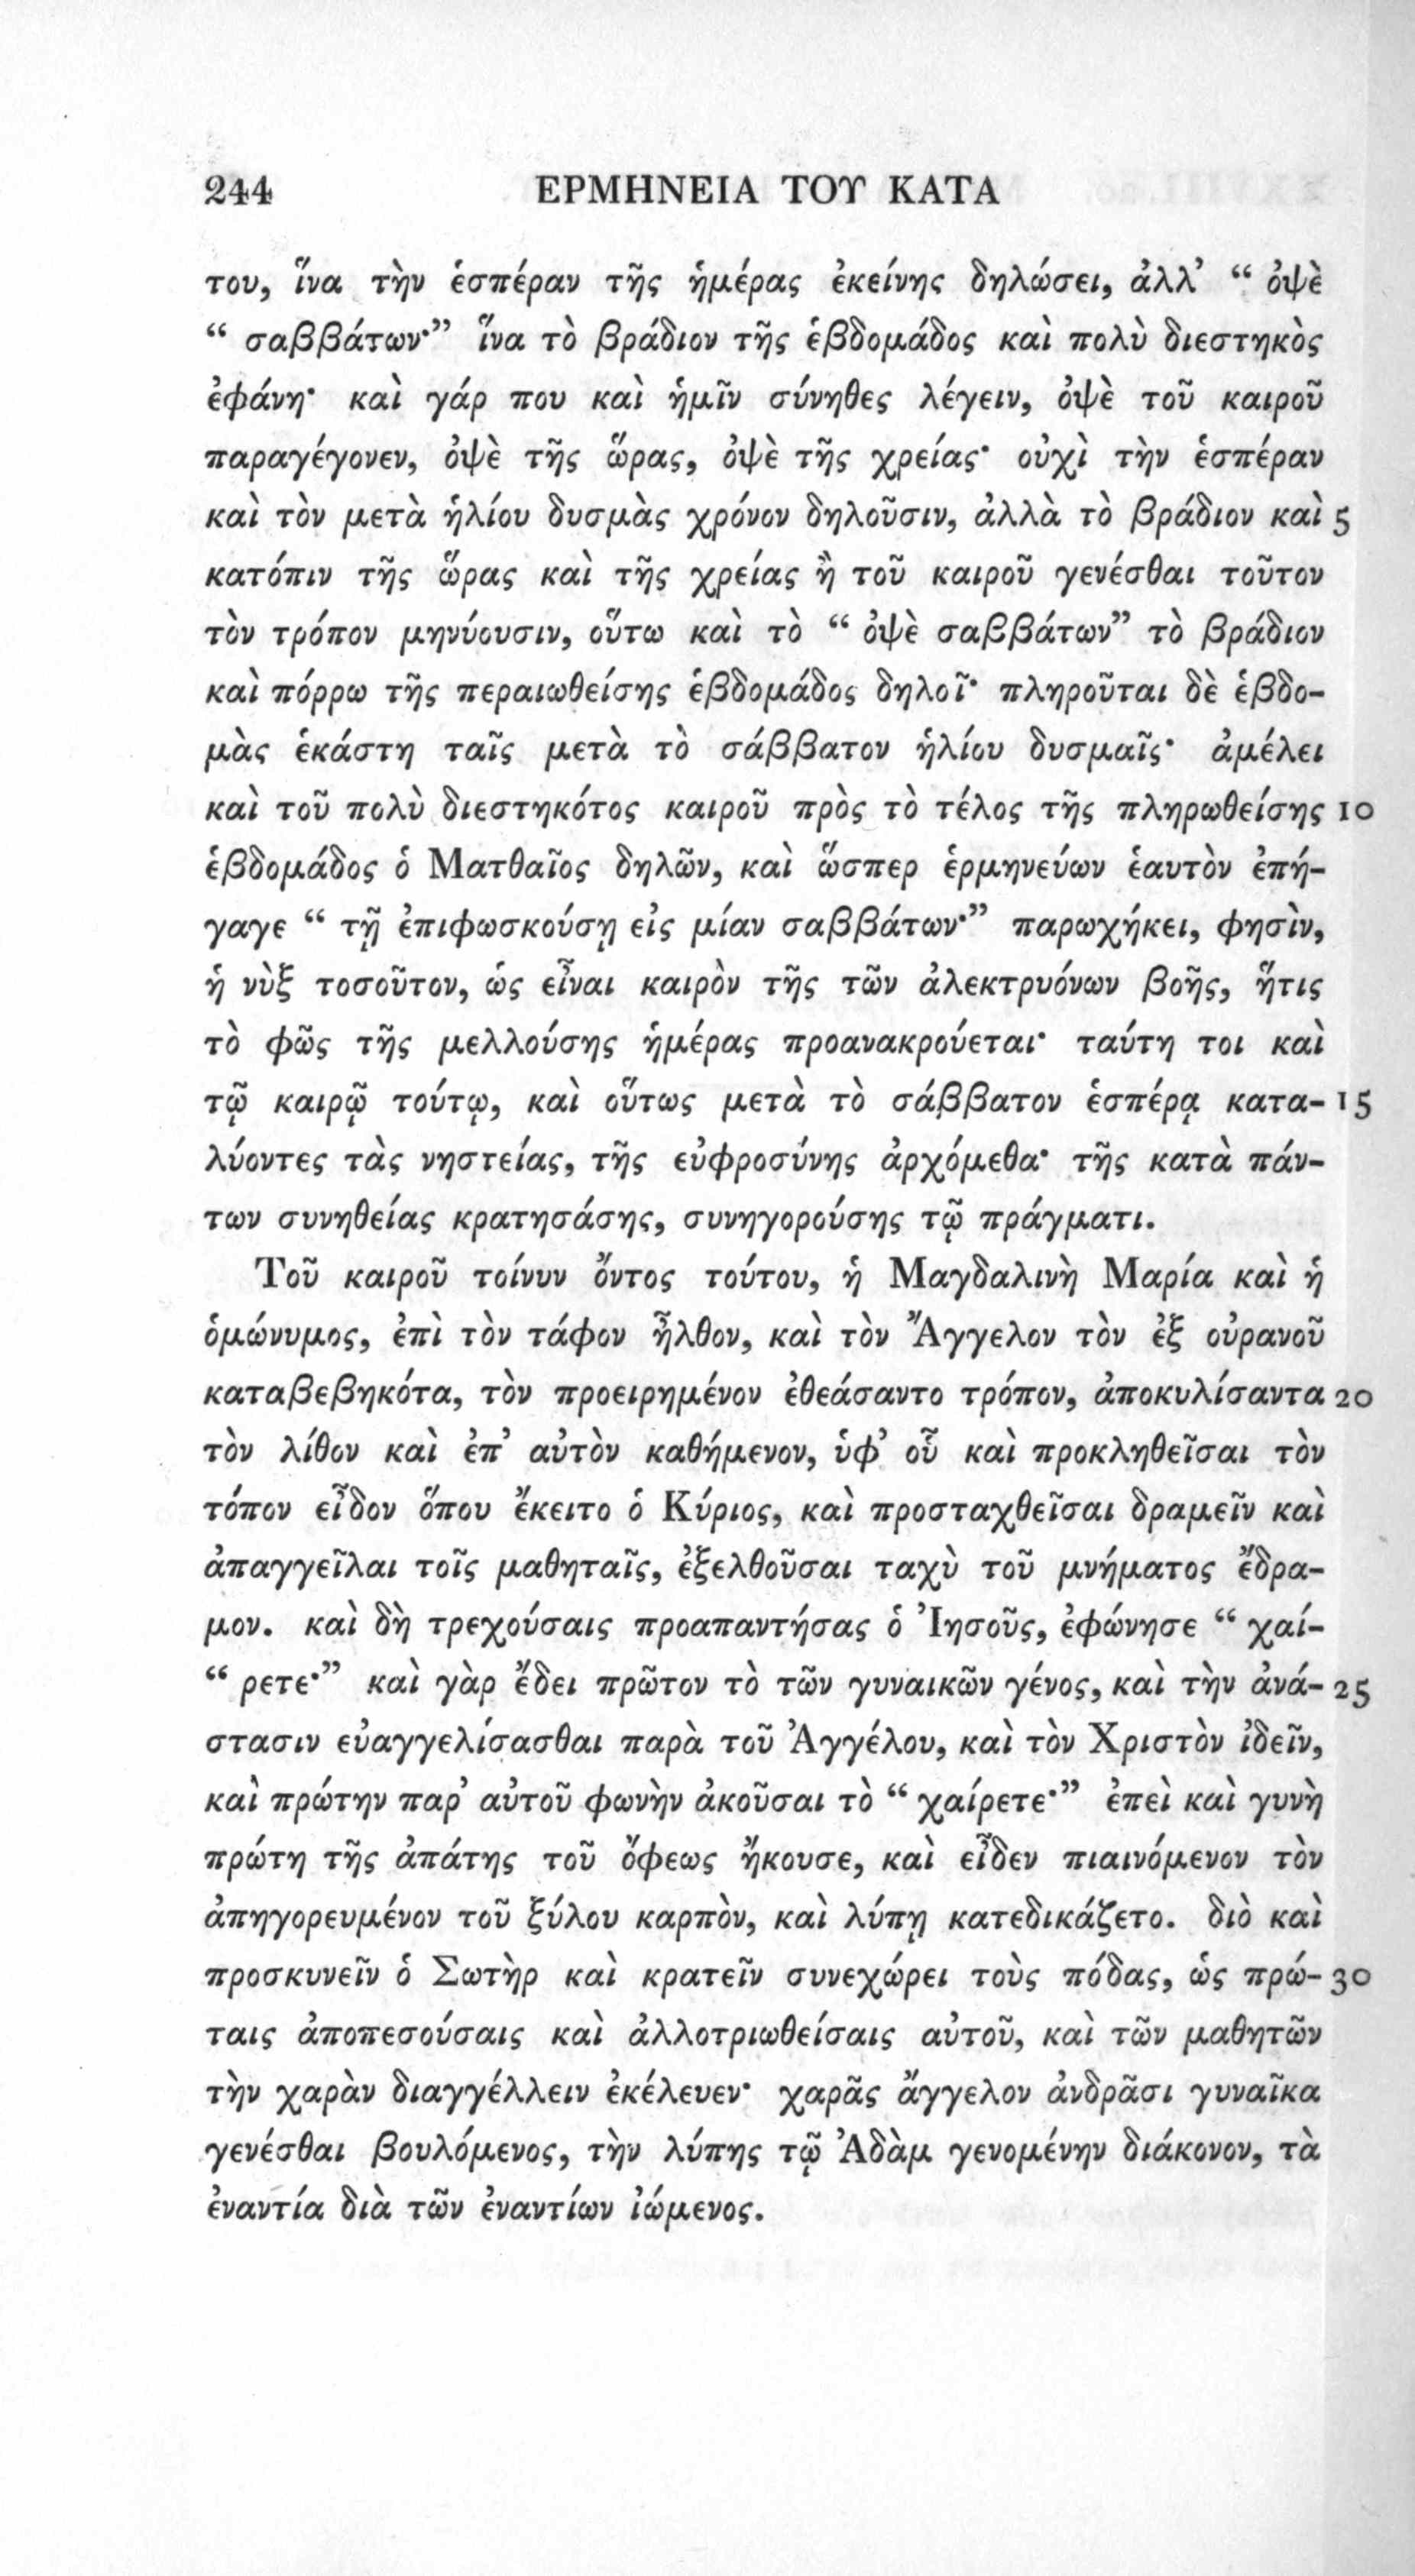 244 ΕΡΜΗΝΕΙΑ ΤΟΥ ΚΑΤΑ
του, ἵνα τὴν ἑσπέραν τῆς ἡμέρας ἐκείνης δηλώσει, ἀλλ’ “ ὀψὲ
“ σαββάτων·” ἵνα τὸ βράδιον τῆς ἑβδομάδος καὶ πολὺ διεστηκὸς
ἐφάνη· καὶ γάρ που καὶ ἡμῖν σύνηθες λέγειν, ὀψὲ τοῦ καιροῦ
παραγέγονεν, ὀψὲ τῆς ὥρας, ὀψὲ τῆς χρείας· οὐχὶ τὴν ἑσπέραν
καὶ τὸν μετὰ ἡλίου δυσμὰς χρόνον δηλοῦσιν, ἀλλὰ τὸ βράδιον καὶ 5
κατόπιν τῆς ὥρας καὶ τῆς χρείας ἢ τοῦ καιροῦ γενέσθαι τοῦτον
τὸν τρόπον μηνύουσιν, οὕτω καὶ τὸ “ ὀψὲ σαββάτων” τὸ βράδιον
καὶ πόρρω τῆς περαιωθείσης ἑβδομάδος δηλοῖ· πληροῦται δὲ ἑβδο-
μὰς ἑκάστη ταῖς μετὰ τὸ σάββατον ἡλίου δυσμαῖς· ἀμέλει
καὶ τοῦ πολὺ διεστηκότος καιροῦ πρὸς τὸ τέλος τῆς πληρωθείσης 10
ἑβδομάδος ὁ Ματθαῖος δηλῶν, καὶ ὥσπερ ἑρμηνεύων ἑαυτὸν ἐπή-
γαγε “ τῇ ἐπιφωσκούσῃ εἰς μίαν σαββάτων·” παρωχήκει, φησὶν,
ἡ νὺξ τοσοῦτον, ὡς εἶναι καιρὸν τῆς τῶν ἀλεκτρυόνων βοῆς, ἥτις
τὸ φῶς τῆς μελλούσης ἡμέρας προανακρούεται· ταύτη τοι καὶ
τῷ καιρῷ τούτῳ, καὶ οὕτως μετὰ τὸ σάββατον ἑσπέρᾳ κατα- 15
λύοντες τὰς νηστείας, τῆς εὐφροσύνης ἀρχόμεθα· τῆς κατὰ πάν-
των συνηθείας κρατησάσης, συνηγορούσης τῷ πράγματι.
Τοῦ καιροῦ τοίνυν ὄντος τούτου, ἡ Μαγδαλινὴ Μαρία καὶ ἡ
ὁμώνυμος, ἐπὶ τὸν τάφον ἦλθον, καὶ τὸν Ἄγγελον τὸν ἐξ οὐρανοῦ
καταβεβηκότα, τὸν προειρημένον ἐθεάσαντο τρόπον, ἀποκυλίσαντα 20
τὸν λίθον καὶ ἐπ’ αὐτὸν καθήμενον, ὑφ’ οὗ καὶ προκληθεῖσαι τὸν
τόπον εἶδον ὅπου ἔκειτο ὁ Κύριος, καὶ προσταχθεῖσαι δραμεῖν καὶ
ἀπαγγεῖλαι τοῖς μαθηταῖς, ἐξελθοῦσαι ταχὺ τοῦ μνήματος ἔδρα-
μον. καὶ δὴ τρεχούσαις προαπαντήσας ὁ Ἰησοῦς, ἐφώνησε “ χαί-
“ ρετε·” καὶ γὰρ ἔδει πρῶτον τὸ τῶν γυναικῶν γένος, καὶ τὴν ἀνά- 25
στασιν εὐαγγελίσασθαι παρὰ τοῦ Ἀγγέλου, καὶ τὸν Χριστὸν ἰδεῖν,
καὶ πρώτην παρ’ αὐτοῦ φωνὴν ἀκοῦσαι τὸ “ χαίρετε·” ἐπεὶ καὶ γυνὴ
πρώτη τῆς ἀπάτης τοῦ ὄφεως ἤκουσε, καὶ εἶδεν πιαινόμενον τὸν
ἀπηγορευμένον τοῦ ξύλου καρπὸν, καὶ λύπῃ κατεδικάζετο. διὸ καὶ
προσκυνεῖν ὁ Σωτὴρ καὶ κρατεῖν συνεχώρει τοὺς πόδας, ὡς πρώ- 30
ταις ἀποπεσούσαις καὶ ἀλλοτριωθείσαις αὐτοῦ, καὶ τῶν μαθητῶν
τὴν χαρὰν διαγγέλλειν ἐκέλευεν· χαρᾶς ἄγγελον ἀνδρᾶσι γυναῖκα
γενέσθαι βουλόμενος, τὴν λύπης τῷ Ἀδὰμ γενομένην διάκονον, τὰ
ἐναντία διὰ τῶν ἐναντίων ἰώμενος.